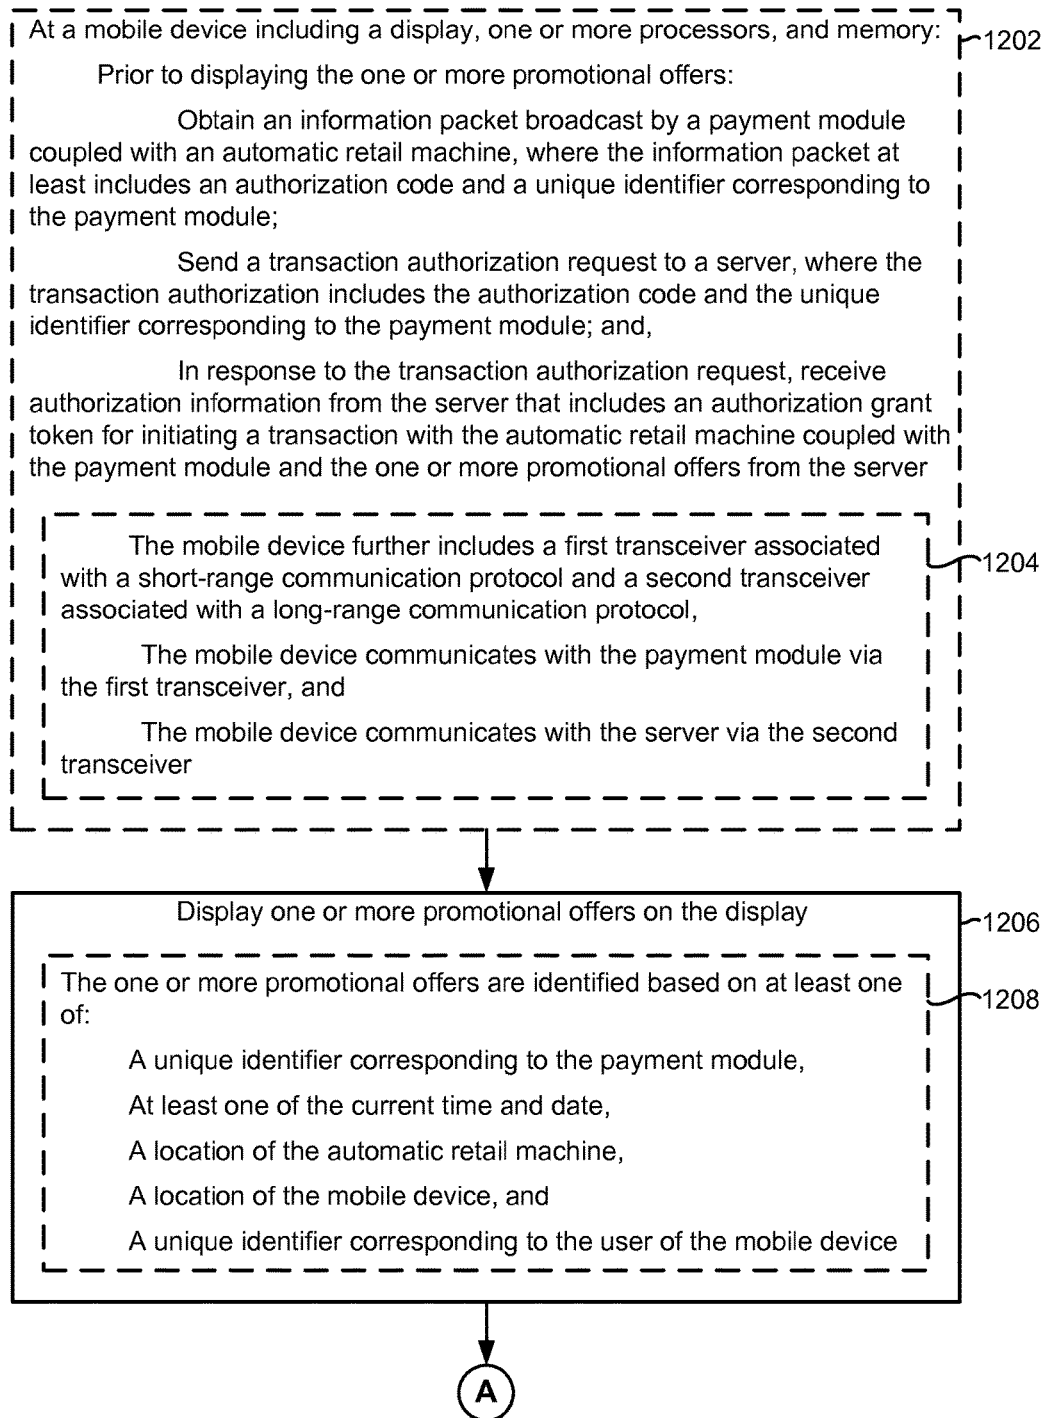 At a mobile device including a display, one or more processors, and memory:
1202
Prior to displaying the one or more promotional offers:
Obtain an information packet broadcast by a payment module
coupled with an automatic retail machine, where the information packet at
least includes an authorization code and a unique identifier corresponding to
the payment module;
Send a transaction authorization request to a server, where the
transaction authorization includes the authorization code and the unique
identifier corresponding to the payment module; and,
In response to the transaction authorization request, receive
authorization information from the server that includes an authorization grant
token for initiating a transaction with the automatic retail machine coupled with
the payment module and the one or more promotional offers from the server
The mobile device further includes a first transceiver associated
1204
with a short-range communication protocol and a second transceiver
associated with a long-range communication protocol,
The mobile device communicates with the payment module via
the first transceiver, and
The mobile device communicates with the server via the second
transceiver
Display one or more promotional offers on the display
1206
The one or more promotional offers are identified based on at least one
1208
of:
A unique identifier corresponding to the payment module,
At least one of the current time and date,
A location of the automatic retail machine,
A location of the mobile device, and
A unique identifier corresponding to the user of the mobile device
A